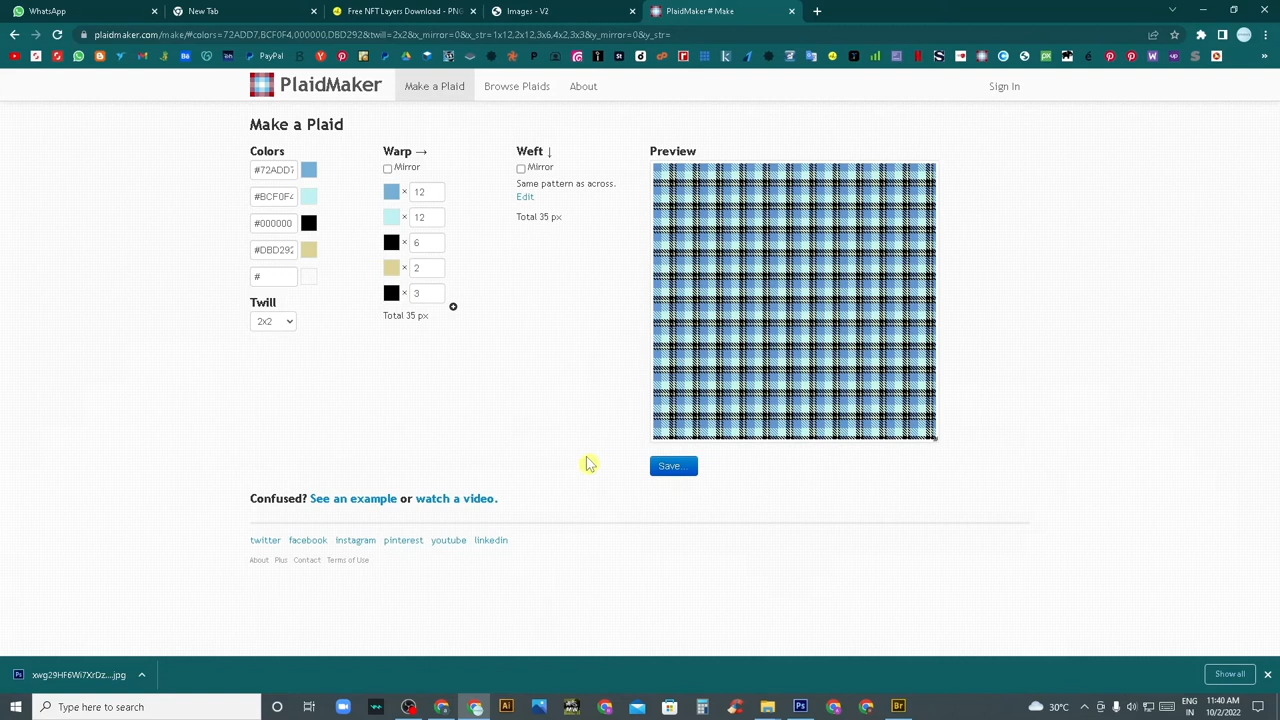 WhatsApp
New Tab
Free NFT Layers Download - PNG
Images - V2
PlaidMaker # Make
plaidmaker.com/make/#colors=72ADD7,BCF0F4,000000,DBD292&twill=2x28&x_mirror=0&x_str=1x12,2x12,3x6,4x2,3x3&y_mirror=0&y_str=
PayPal
PlaidMaker
Make a Plaid
Browse Plaids
About
Sign In
Make a Plaid
Colors
Warp →
Weft ↓
Preview
#72ADD7
Mirror
Mirror
#BCF0F4
× 12
Same pattern as across.
Edit
#000000
× 12
Total 35 px
#DBD292
× 6
#
× 2
Twill
× 3
2x2
Total 35 px
Save...
Confused? See an example or watch a video.
twitter facebook instagram pinterest youtube linkedin
About Plus Contact Terms of Use
xwg29HF6Wi7XrDz....jpg
Show all
Type here to search
30°C
ENG
IN
11:40 AM
10/2/2022